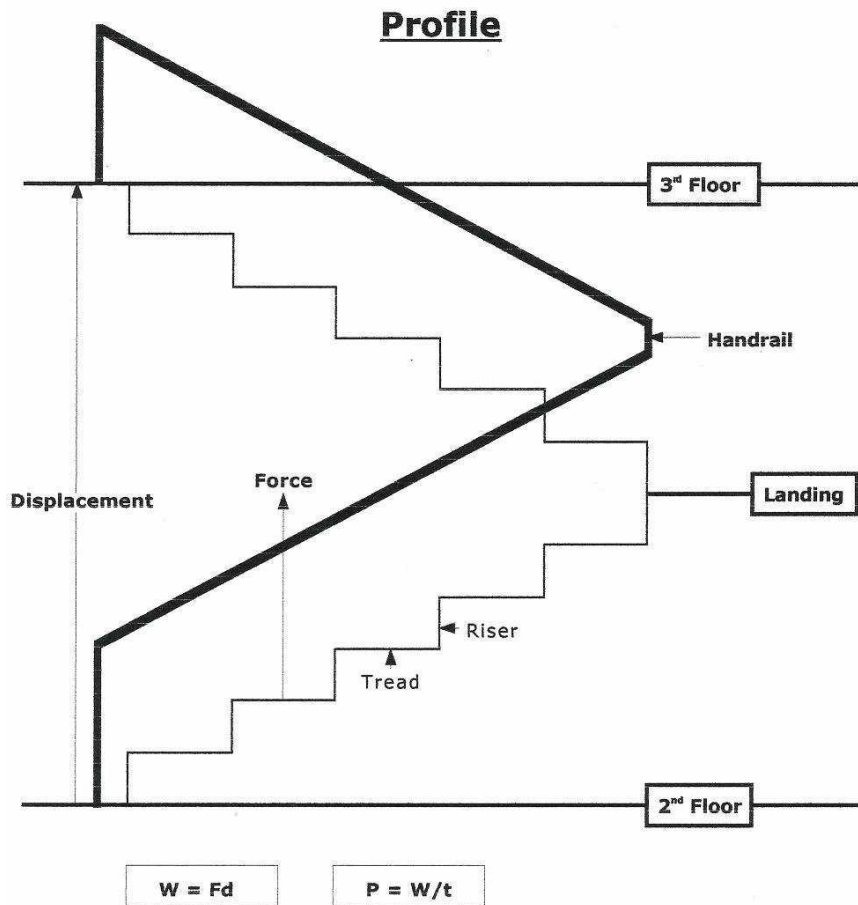 Profile
3rd Floor
Handrail
Force
Displacement
Landing
Riser
Tread
2nd Floor
W = Fd
P = W/t